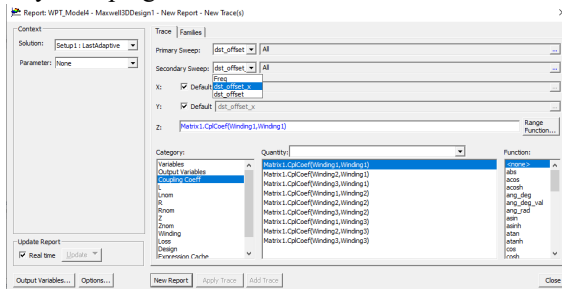 Report: WPT_Model4 - Maxwell3DDesign1 - New Report - New Trace(s)
Context
Solution: Setup1 : LastAdaptive
Parameter: None
Trace Families
Primary Sweep: dst_offset_ All ...
Secondary Sweep: dst_offset_ All ...
Freq
dst_offset_x
dst_offset
X: Default ...
Y: Default dst_offset_x ...
Z: Matrix1.CplCoef(Winding1,Winding1) Range Function...
Category: Quantity: Function:
Variables
Output Variables
Coupling Coeff
L
Lnom
R
Rnom
Z
Znom
Winding
Loss
Design
Expression Cache
Matrix1.CplCoef(Winding1,Winding1)
Matrix1.CplCoef(Winding2,Winding1)
Matrix1.CplCoef(Winding3,Winding1)
Matrix1.CplCoef(Winding1,Winding2)
Matrix1.CplCoef(Winding2,Winding2)
Matrix1.CplCoef(Winding3,Winding2)
Matrix1.CplCoef(Winding1,Winding3)
Matrix1.CplCoef(Winding2,Winding3)
Matrix1.CplCoef(Winding3,Winding3)
<none>
abs
acos
acosh
ang_deg
ang_deg_val
ang_rad
asin
asinh
atan
atanh
cos
cosh
Update Report
Real time Update
Output Variables... Options... New Report Apply Trace Add Trace Close